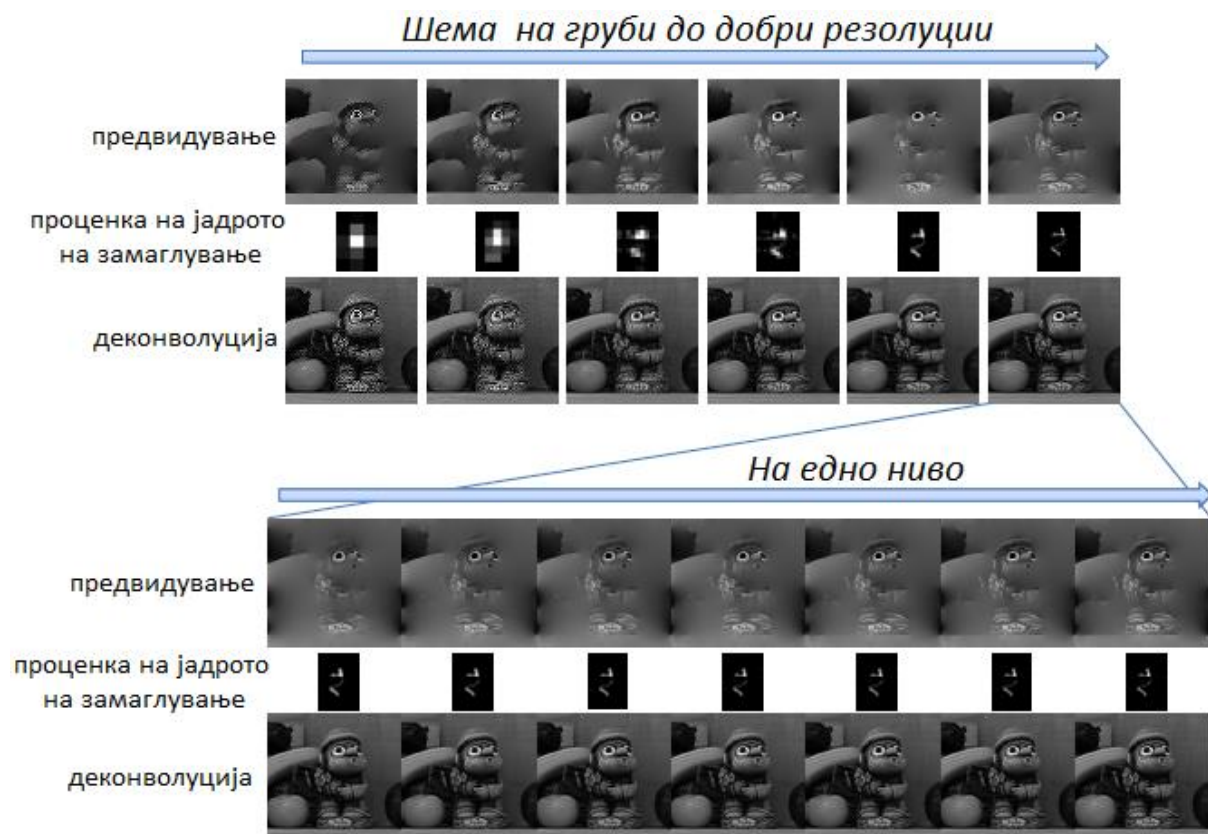 Шема на груби до добри резолуции
предвидување
проценка на јадрото
на замаглување
деконволуција
На едно ниво
предвидување
проценка на јадрото
на замаглување
деконволуција